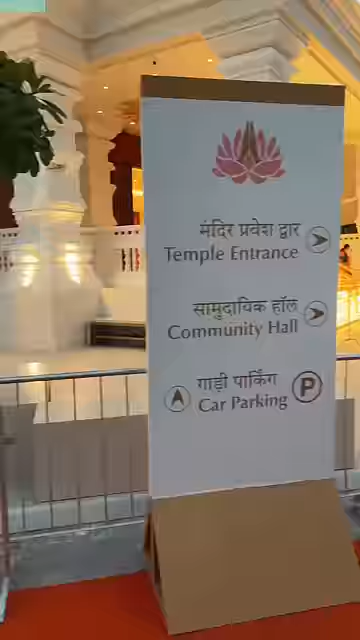 मंदिर प्रवेश द्वार
Temple Entrance
सामुदायिक हॉल
Community Hall
गाड़ी पार्किंग
Car Parking
P